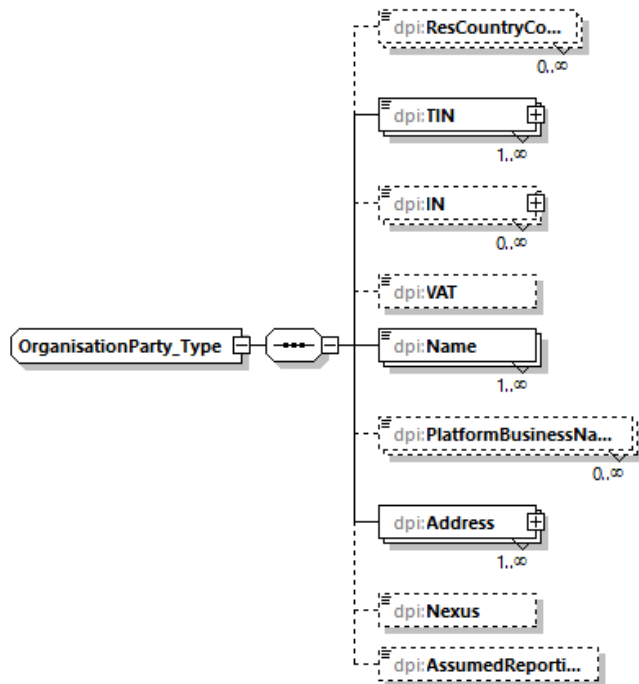 dpi:ResCountryCo...
0..∞
dpi:TIN
1..∞
dpi:IN
0..∞
dpi:VAT
OrganisationParty_Type
dpi:Name
1..∞
dpi:PlatformBusinessNa...
0..∞
dpi:Address
1..∞
dpi:Nexus
dpi:AssumedReporti...